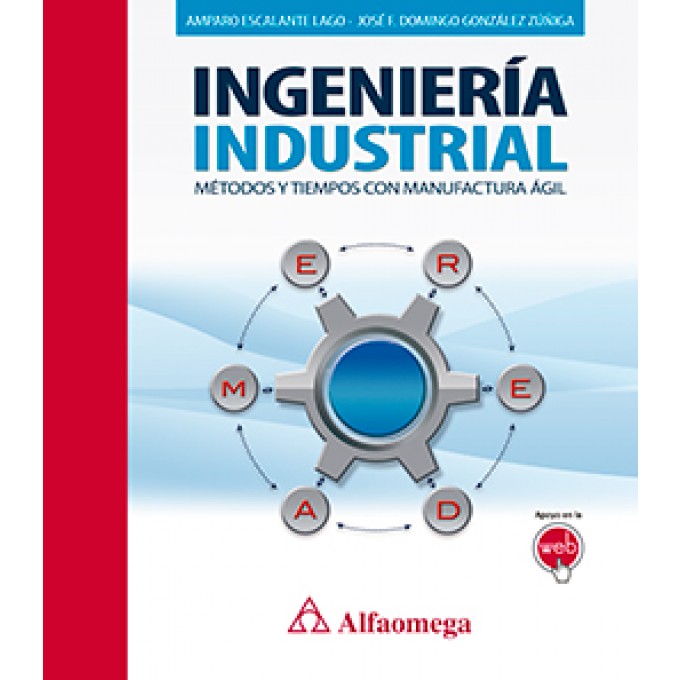 AMPARO ESCALANTE LAGO - JOSÉ F. DOMINGO GONZÁLEZ ZÚÑIGA
INGENIERÍA
INDUSTRIAL
MÉTODOS Y TIEMPOS CON MANUFACTURA ÁGIL
E R
M E
A D
Apoyo en la
web
Alfaomega